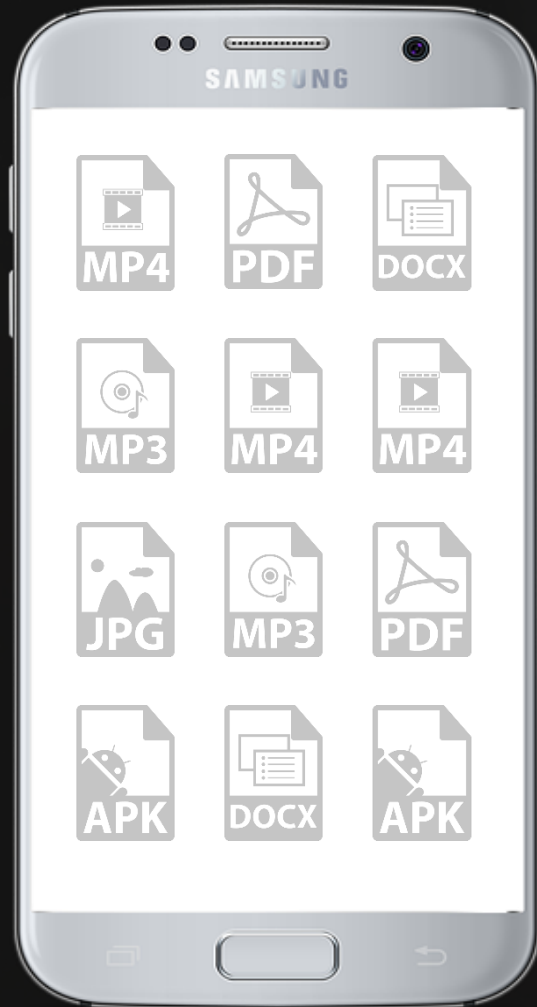 SAMSUNG
MP4 PDF DOCX
MP3 MP4 MP4
JPG MP3 PDF
APK DOCX APK